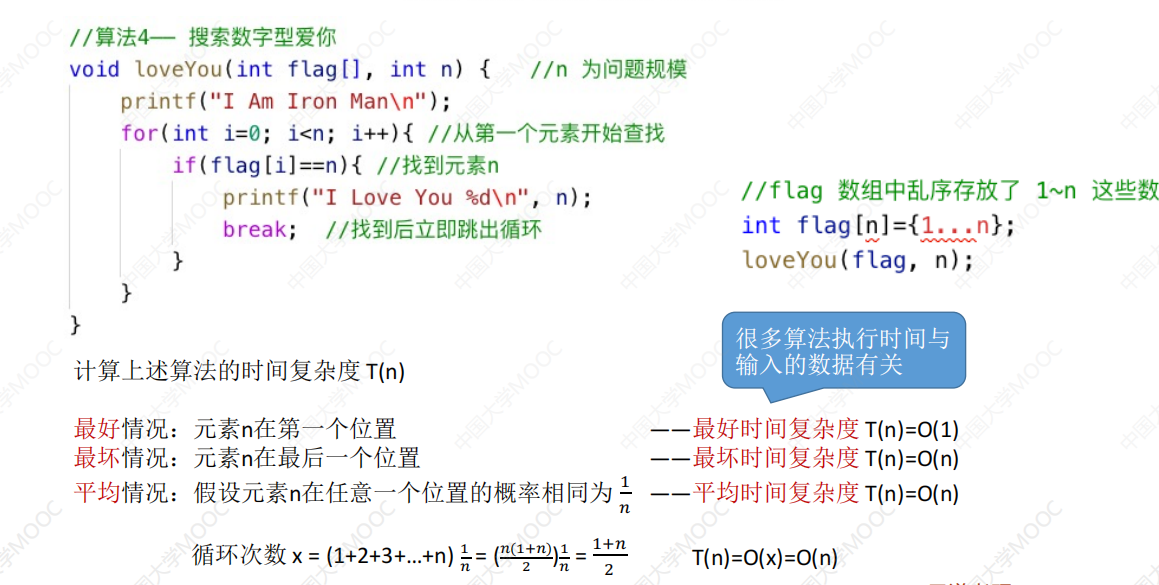 //算法4—— 搜索数字型爱你
void loveYou(int flag[], int n) {   //n 为问题规模
    printf("I Am Iron Man\n");
    for(int i=0; i<n; i++){ //从第一个元素开始查找
        if(flag[i]==n){ //找到元素n
            printf("I Love You %d\n", n);
            break;  //找到后立即跳出循环
        }
    }
}
//flag 数组中乱序存放了 1~n 这些数
int flag[n]={1...n};
loveYou(flag, n);
很多算法执行时间与
输入的数据有关
计算上述算法的时间复杂度 T(n)
最好情况：元素n在第一个位置 ——最好时间复杂度 T(n)=O(1)
最坏情况：元素n在最后一个位置 ——最坏时间复杂度 T(n)=O(n)
平均情况：假设元素n在任意一个位置的概率相同为 1/n ——平均时间复杂度 T(n)=O(n)
循环次数 x = (1+2+3+…+n) 1/n = (n(1+n)/2) 1/n = (1+n)/2 T(n)=O(x)=O(n)
中国大学MOOC